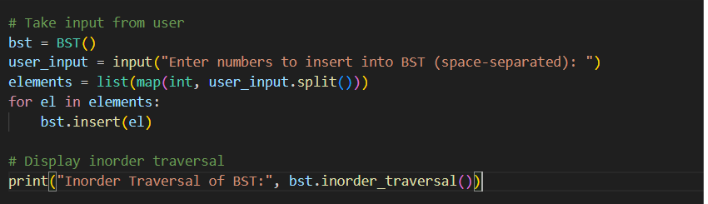 # Take input from user
bst = BST()
user_input = input("Enter numbers to insert into BST (space-separated): ")
elements = list(map(int, user_input.split()))
for el in elements:
    bst.insert(el)

# Display inorder traversal
print("Inorder Traversal of BST:", bst.inorder_traversal())